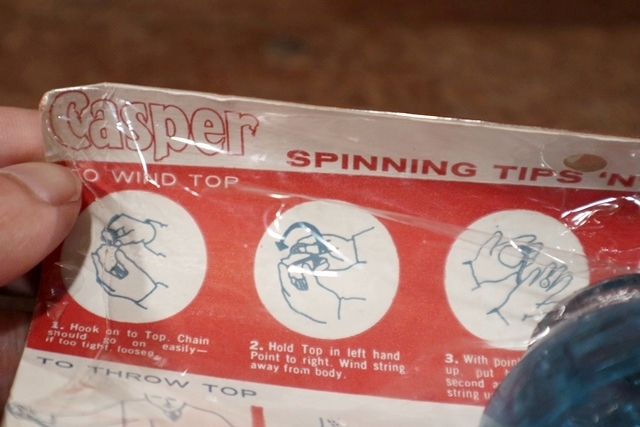 Casper
SPINNING TIPS 'N
TO WIND TOP
1. Hook on to Top. Chain
should go on easily—
if too tight, loosen.
2. Hold Top in left hand
Point to right. Wind string
away from body.
3. With
up, put
second
string
TO THROW TOP